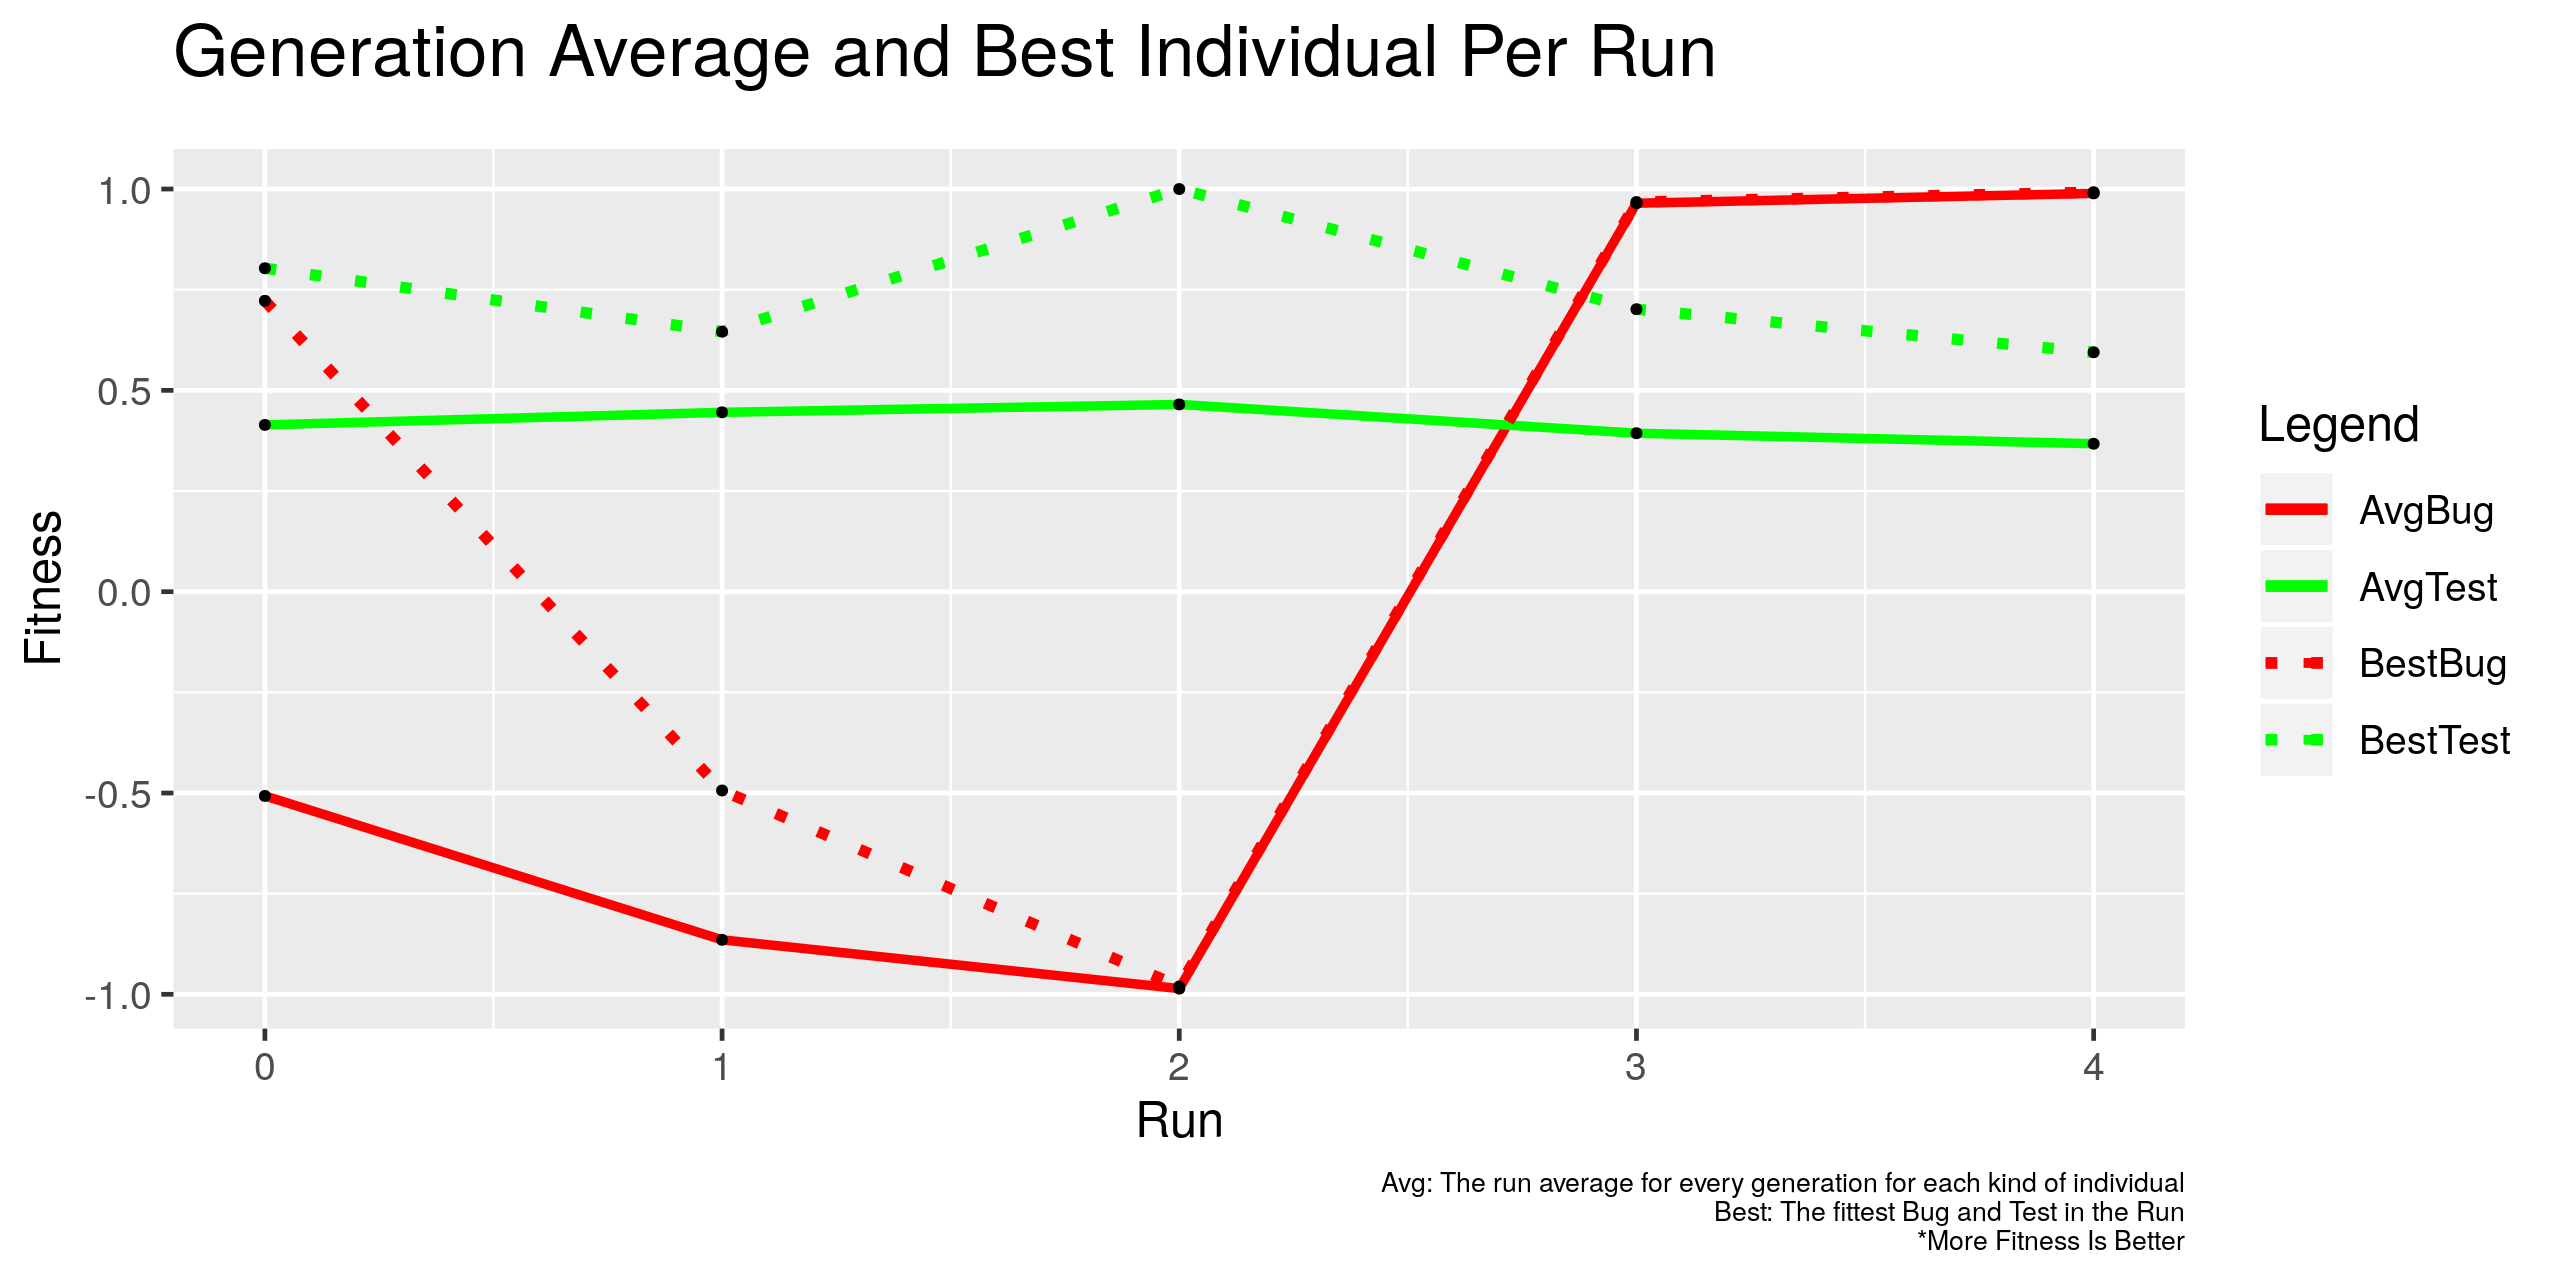 Generation Average and Best Individual Per Run
1.0
0.5
0.0
-0.5
-1.0
Fitness
0 1 2 3 4
Run
Legend
AvgBug
AvgTest
BestBug
BestTest
Avg: The run average for every generation for each kind of individual
Best: The fittest Bug and Test in the Run
*More Fitness Is Better